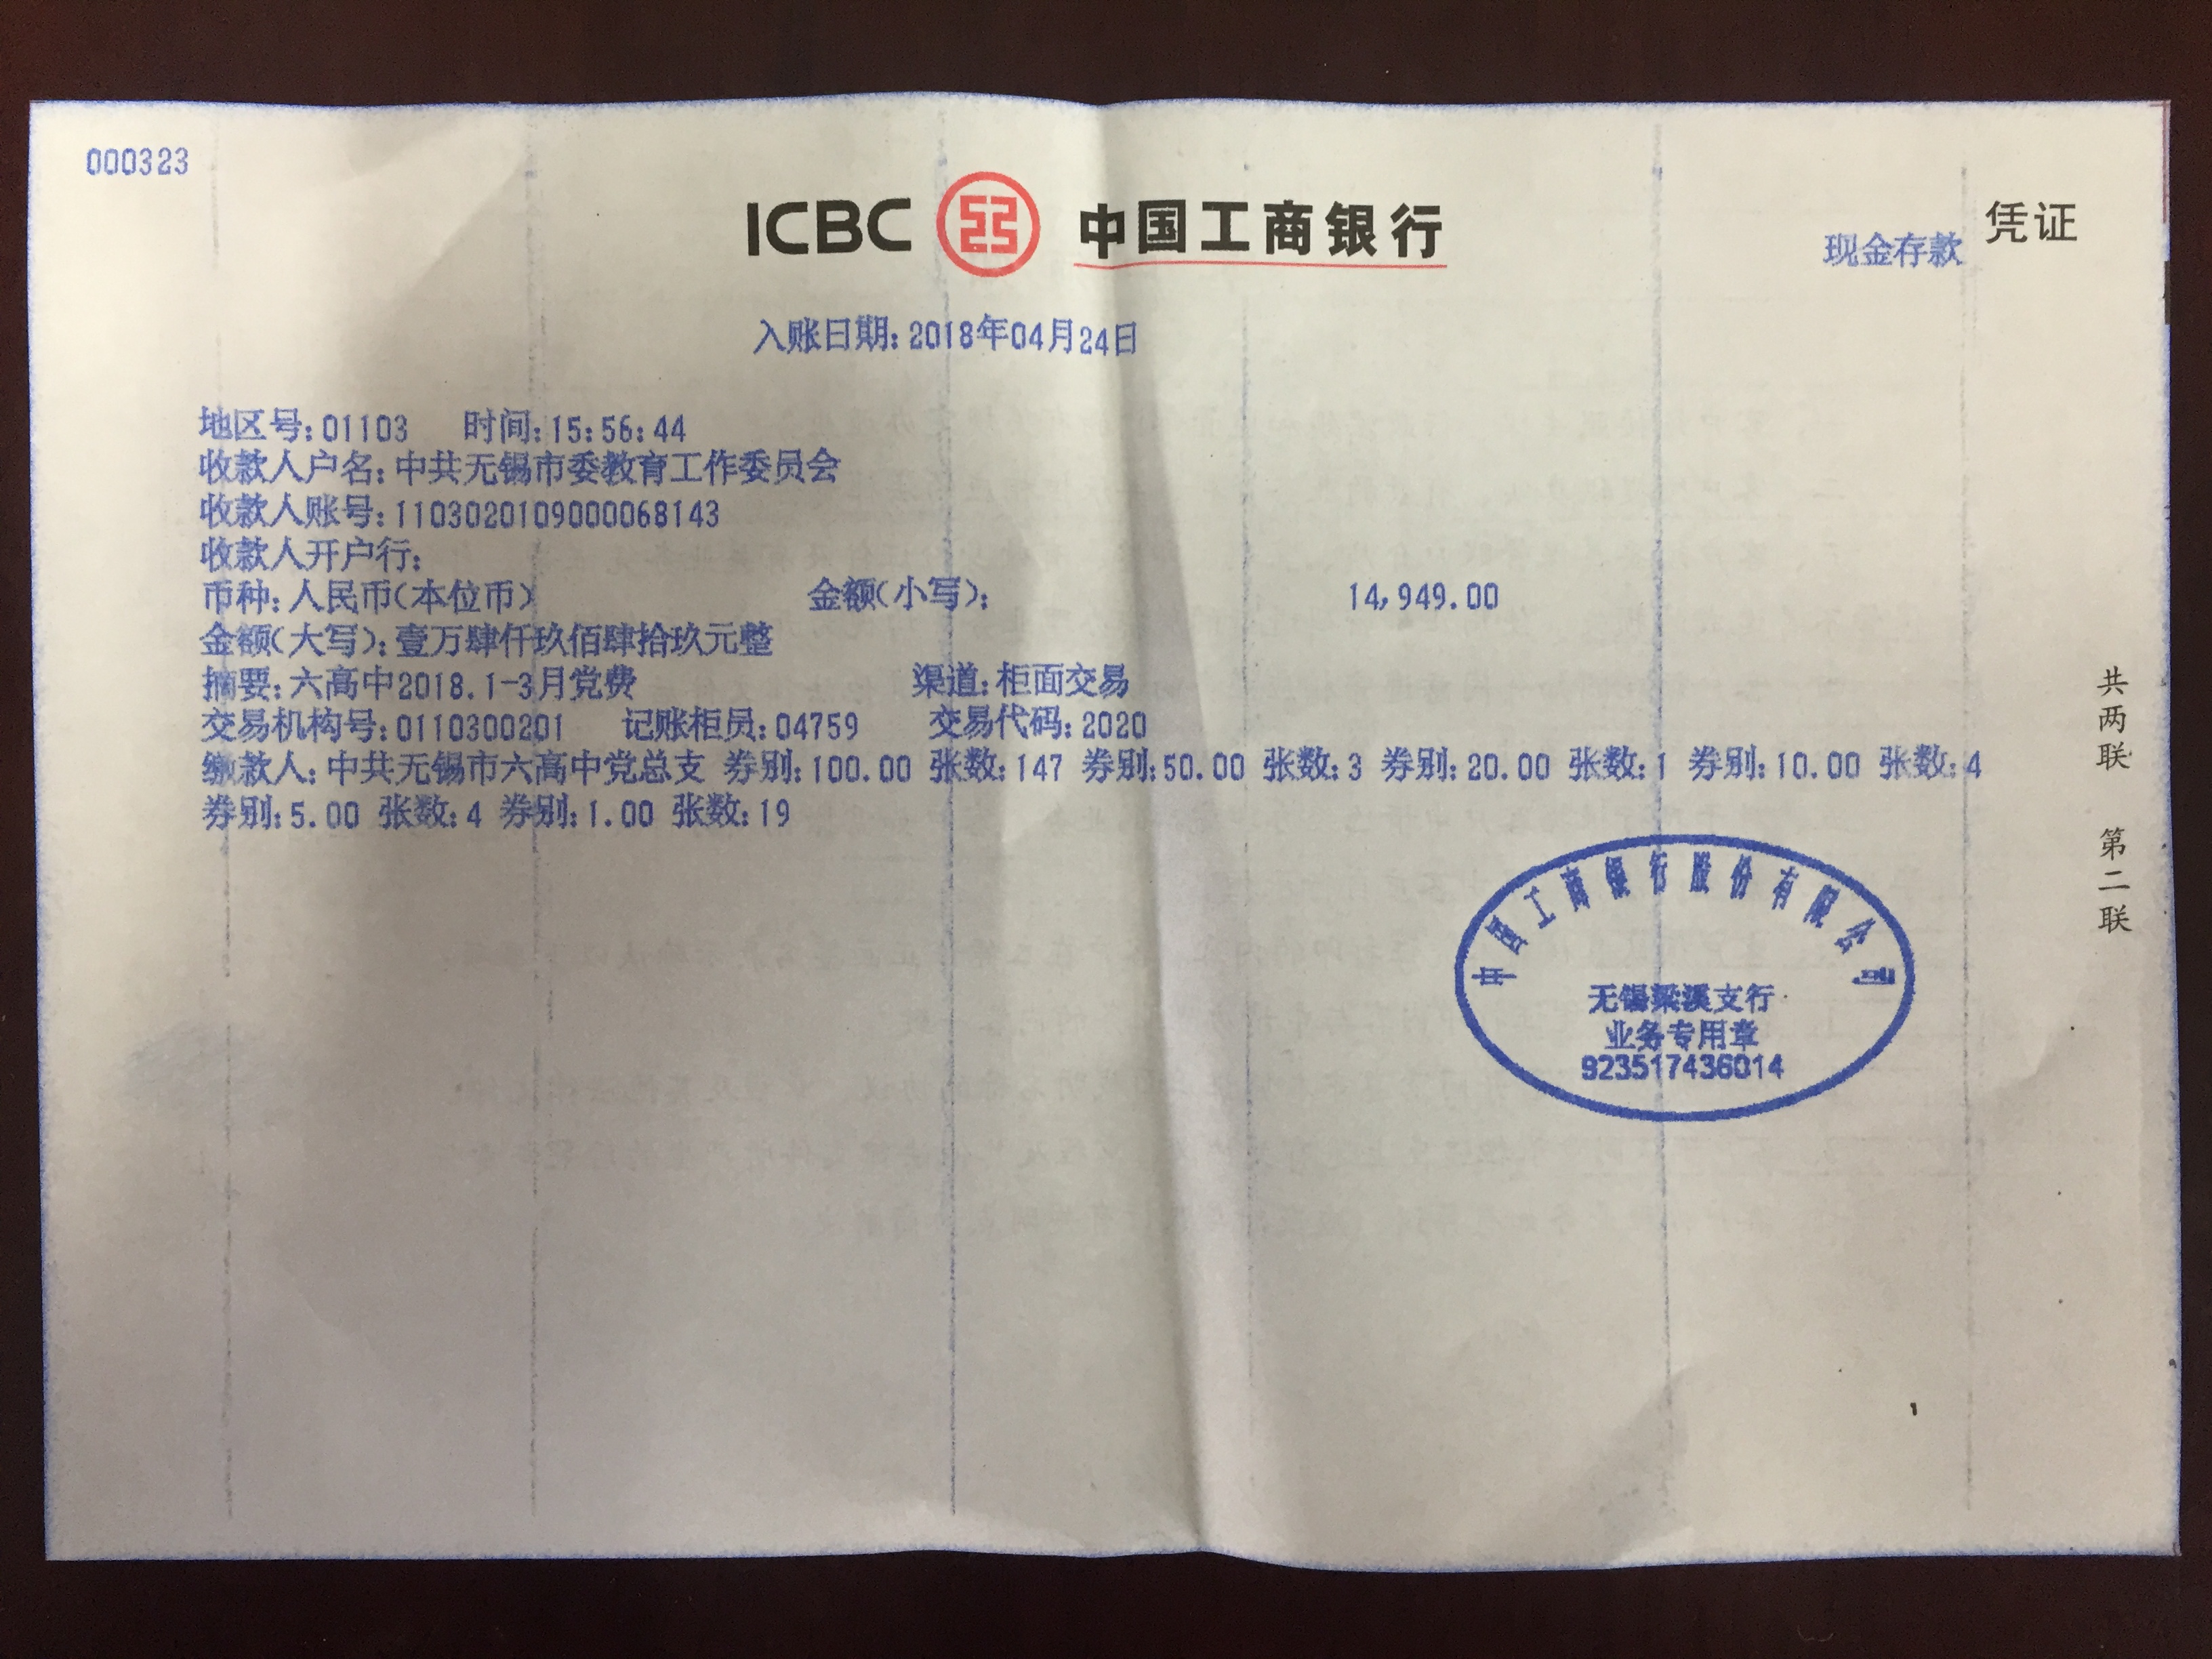 000323
ICBC 中国工商银行
现金存款 凭证
入账日期:2018年04月24日
地区号:01103 时间:15:56:44
收款人户名:中共无锡市委教育工作委员会
收款人账号:1103020109000068143
收款人开户行:
币种:人民币(本位币) 金额(小写): 14,949.00
金额(大写):壹万肆仟玖佰肆拾玖元整
摘要:六高中2018.1-3月党费 渠道:柜面交易
交易机构号:0110300201 记账柜员:04759 交易代码:2020
缴款人:中共无锡市六高中党总支 券别:100.00 张数:147 券别:50.00 张数:3 券别:20.00 张数:1 券别:10.00 张数:4
券别:5.00 张数:4 券别:1.00 张数:19
共两联 第二联
中国工商银行股份有限公司
无锡梁溪支行
业务专用章
923517436014